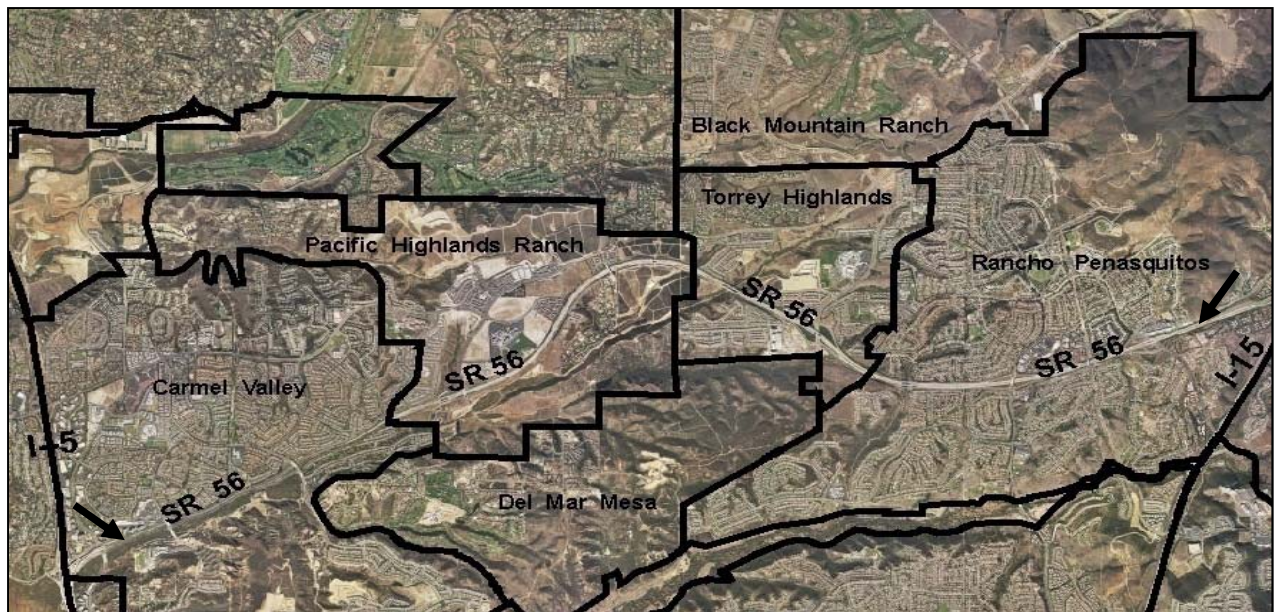 Black Mountain Ranch
Torrey Highlands
Pacific Highlands Ranch
Rancho Penasquitos
SR 56
SR 56
SR 56
I-15
Carmel Valley
I-5
SR 56
Del Mar Mesa